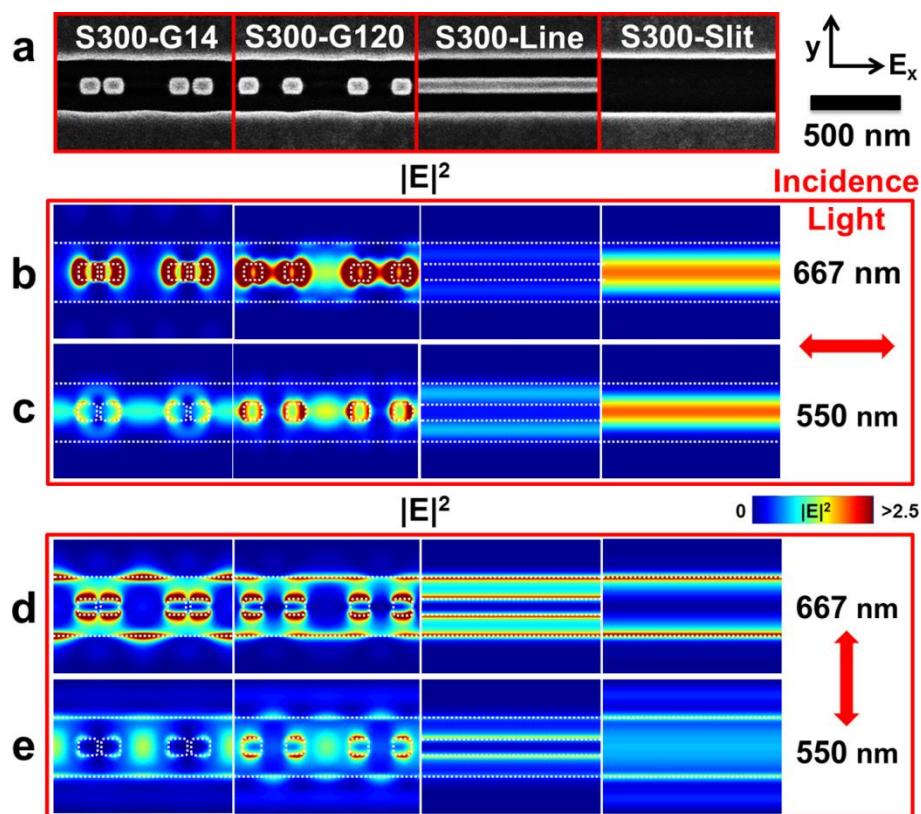 a
S300-G14 S300-G120 S300-Line S300-Slit
y
Ex
500 nm
|E|²
Incidence
Light
b
667 nm
c
550 nm
|E|²
0 |E|² >2.5
d
667 nm
e
550 nm